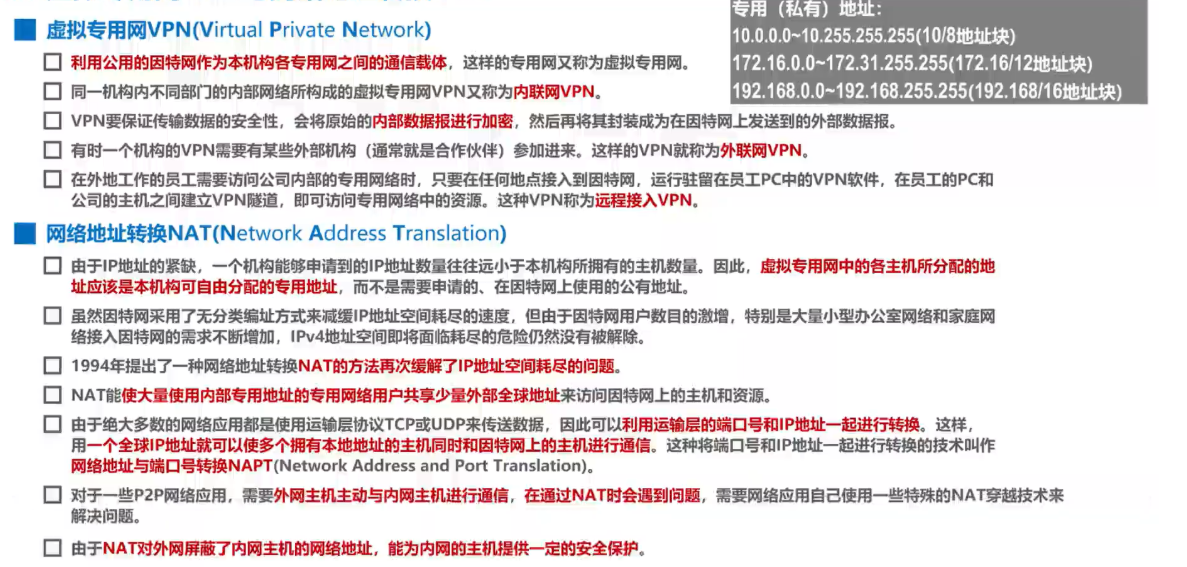 虚拟专用网VPN(Virtual Private Network)
利用公用的因特网作为本机构各专用网之间的通信载体，这样的专用网又称为虚拟专用网。
同一机构内不同部门的内部网络所构成的虚拟专用网VPN又称为内联网VPN。
VPN要保证传输数据的安全性，会将原始的内部数据报进行加密，然后再将其封装成为在因特网上发送到的外部数据报。
有时一个机构的VPN需要有某些外部机构（通常就是合作伙伴）参加进来。这样的VPN就称为外联网VPN。
在外地工作的员工需要访问公司内部的专用网络时，只要在任何地点接入到因特网，运行驻留在员工PC中的VPN软件，在员工的PC和
公司的主机之间建立VPN隧道，即可访问专用网络中的资源。这种VPN称为远程接入VPN。
专用（私有）地址：
10.0.0.0~10.255.255.255(10/8地址块)
172.16.0.0~172.31.255.255(172.16/12地址块)
192.168.0.0~192.168.255.255(192.168/16地址块)
网络地址转换NAT(Network Address Translation)
由于IP地址的紧缺，一个机构能够申请到的IP地址数量往往远小于本机构所拥有的主机数量。因此，虚拟专用网中的各主机所分配的地
址应该是本机构可自由分配的专用地址，而不是需要申请的、在因特网上使用的公有地址。
虽然因特网采用了无分类编址方式来减缓IP地址空间耗尽的速度，但由于因特网用户数目的激增，特别是大量小型办公室网络和家庭网
络接入因特网的需求不断增加，IPv4地址空间即将面临耗尽的危险仍然没有被解除。
1994年提出了一种网络地址转换NAT的方法再次缓解了IP地址空间耗尽的问题。
NAT能使大量使用内部专用地址的专用网络用户共享少量外部全球地址来访问因特网上的主机和资源。
由于绝大多数的网络应用都是使用运输层协议TCP或UDP来传送数据，因此可以利用运输层的端口号和IP地址一起进行转换。这样，
用一个全球IP地址就可以使多个拥有本地地址的主机同时和因特网上的主机进行通信。这种将端口号和IP地址一起进行转换的技术叫作
网络地址与端口号转换NAPT(Network Address and Port Translation)。
对于一些P2P网络应用，需要外网主机主动与内网主机进行通信，在通过NAT时会遇到问题，需要网络应用自己使用一些特殊的NAT穿越技术来
解决问题。
由于NAT对外网屏蔽了内网主机的网络地址，能为内网的主机提供一定的安全保护。